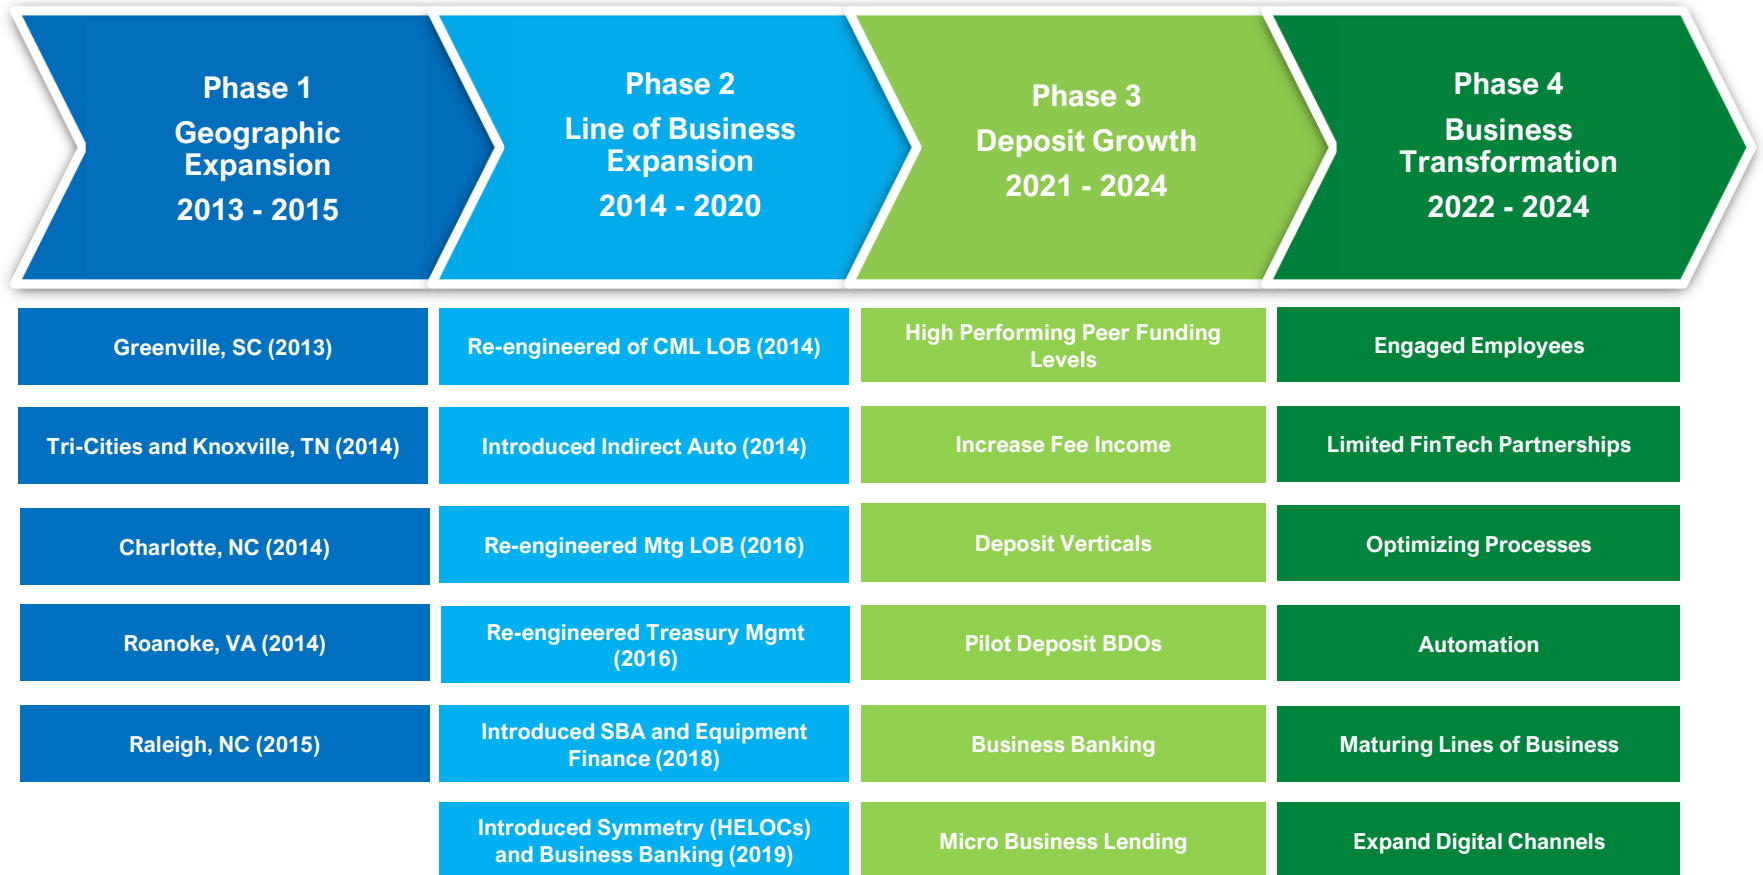 Phase 1
Geographic
Expansion
2013 - 2015
Phase 2
Line of Business
Expansion
2014 - 2020
Phase 3
Deposit Growth
2021 - 2024
Phase 4
Business
Transformation
2022 - 2024
Greenville, SC (2013)
Tri-Cities and Knoxville, TN (2014)
Charlotte, NC (2014)
Roanoke, VA (2014)
Raleigh, NC (2015)
Re-engineered of CML LOB (2014)
Introduced Indirect Auto (2014)
Re-engineered Mtg LOB (2016)
Re-engineered Treasury Mgmt
(2016)
Introduced SBA and Equipment
Finance (2018)
Introduced Symmetry (HELOCs)
and Business Banking (2019)
High Performing Peer Funding
Levels
Increase Fee Income
Deposit Verticals
Pilot Deposit BDOs
Business Banking
Micro Business Lending
Engaged Employees
Limited FinTech Partnerships
Optimizing Processes
Automation
Maturing Lines of Business
Expand Digital Channels